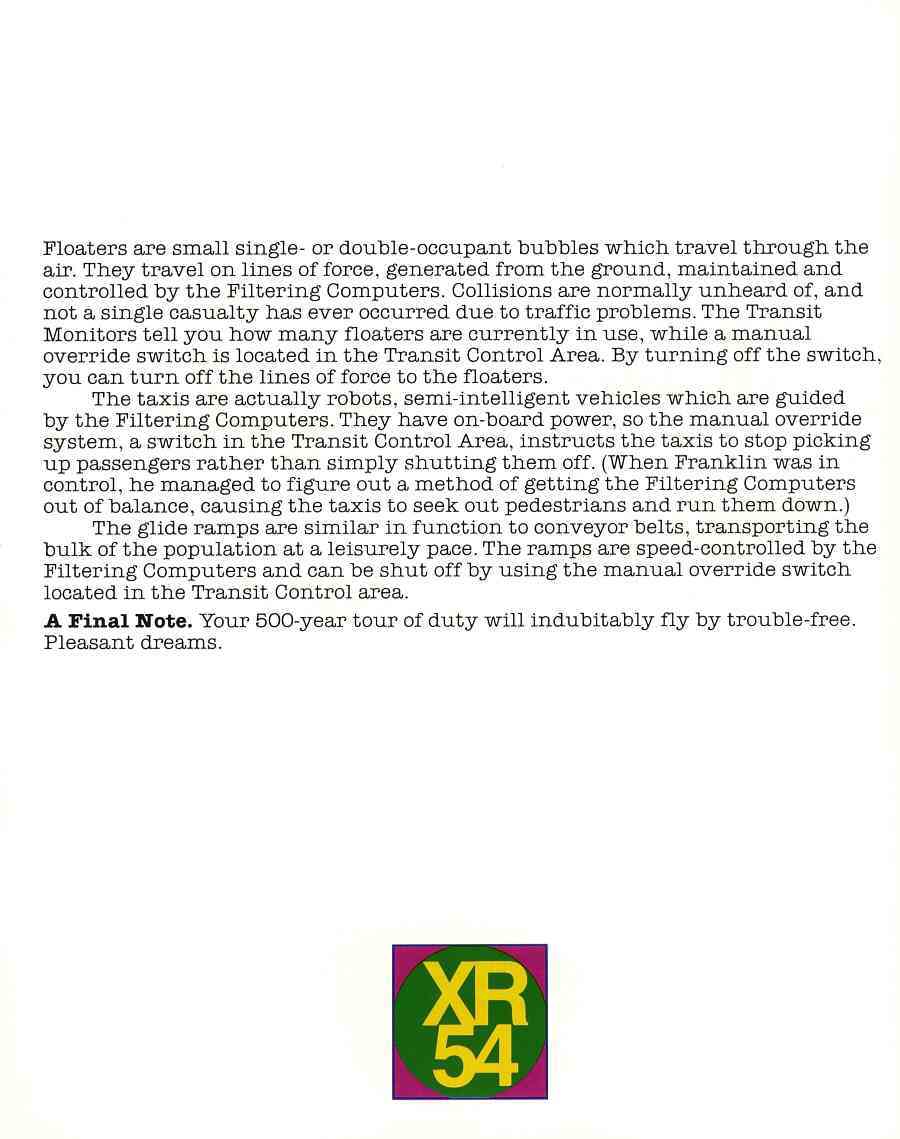 Floaters are small single- or double-occupant bubbles which travel through the
air. They travel on lines of force, generated from the ground, maintained and
controlled by the Filtering Computers. Collisions are normally unheard of, and
not a single casualty has ever occurred due to traffic problems. The Transit
Monitors tell you how many floaters are currently in use, while a manual
override switch is located in the Transit Control Area. By turning off the switch,
you can turn off the lines of force to the floaters.
The taxis are actually robots, semi-intelligent vehicles which are guided
by the Filtering Computers. They have on-board power, so the manual override
system, a switch in the Transit Control Area, instructs the taxis to stop picking
up passengers rather than simply shutting them off. (When Franklin was in
control, he managed to figure out a method of getting the Filtering Computers
out of balance, causing the taxis to seek out pedestrians and run them down.)
The glide ramps are similar in function to conveyor belts, transporting the
bulk of the population at a leisurely pace. The ramps are speed-controlled by the
Filtering Computers and can be shut off by using the manual override switch
located in the Transit Control area.
A Final Note. Your 500-year tour of duty will indubitably fly by trouble-free.
Pleasant dreams.
XR
54